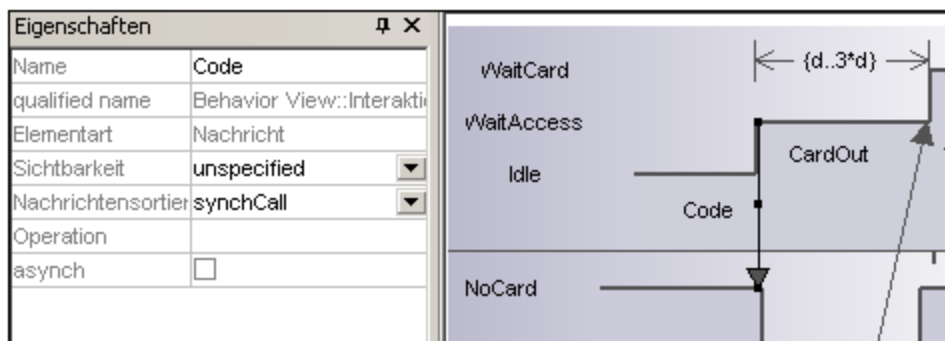 Eigenschaften
Name Code
qualified name Behavior View::Interakti
Elementart Nachricht
Sichtbarkeit unspecified
Nachrichtensortier synchCall
Operation
asynch
{d..3*d}
WaitCard
WaitAccess
CardOut
Idle
Code
NoCard